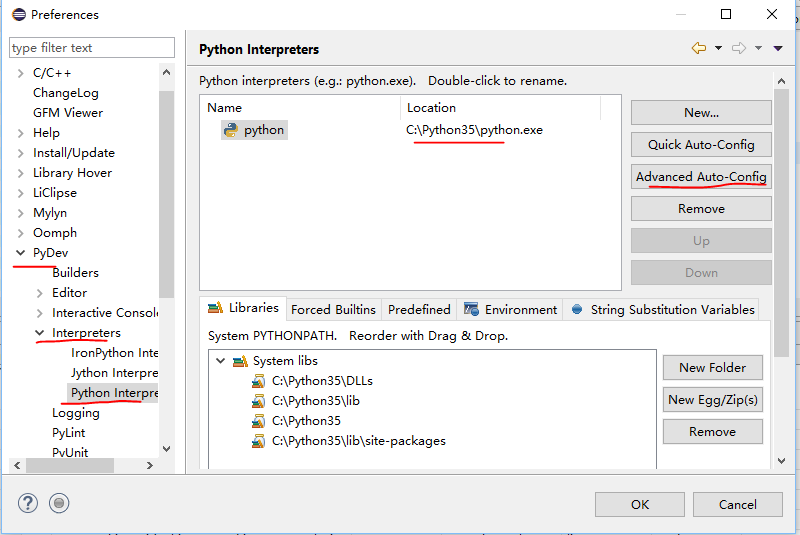 Preferences
type filter text
C/C++
ChangeLog
GFM Viewer
Help
Install/Update
Library Hover
LiClipse
Mylyn
Oomph
PyDev
Builders
Editor
Interactive Consol
Interpreters
IronPython Inte
Jython Interpre
Python Interpre
Logging
PyLint
PyUnit
Python Interpreters
Python interpreters (e.g.: python.exe).   Double-click to rename.
Name Location
python C:\Python35\python.exe
New...
Quick Auto-Config
Advanced Auto-Config
Remove
Up
Down
Libraries Forced Builtins Predefined Environment String Substitution Variables
System PYTHONPATH.   Reorder with Drag & Drop.
System libs
C:\Python35\DLLs
C:\Python35\lib
C:\Python35
C:\Python35\lib\site-packages
New Folder
New Egg/Zip(s)
Remove
?
OK Cancel